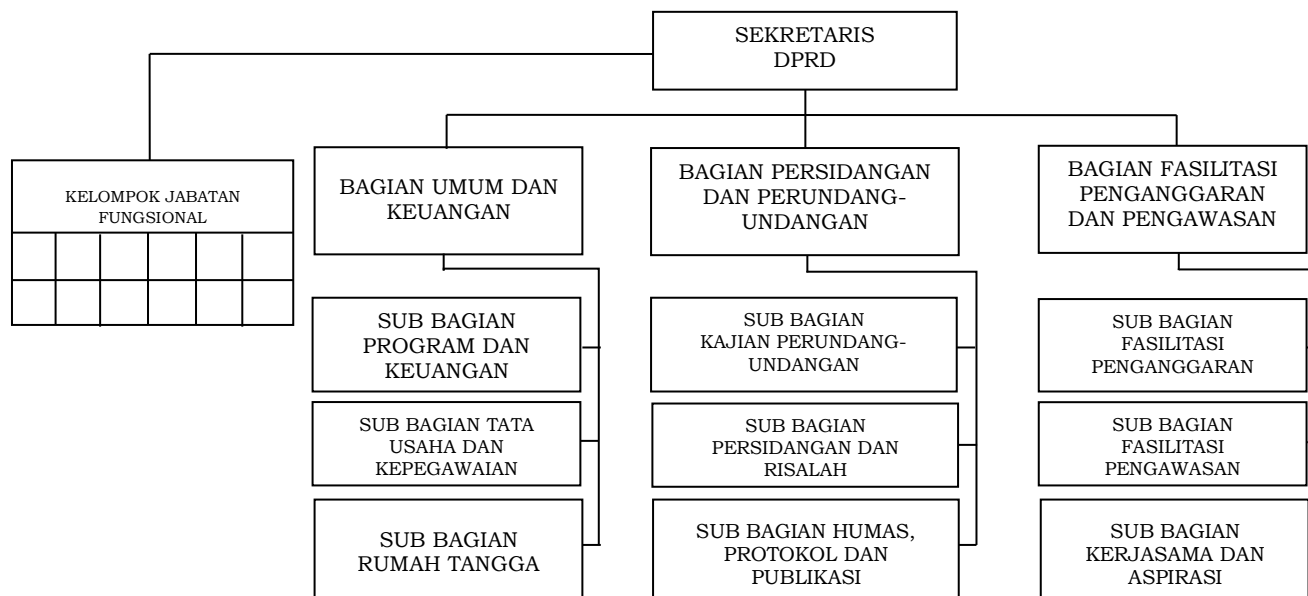 SEKRETARIS
DPRD
KELOMPOK JABATAN
FUNGSIONAL
BAGIAN UMUM DAN
KEUANGAN
BAGIAN PERSIDANGAN
DAN PERUNDANG-
UNDANGAN
BAGIAN FASILITASI
PENGANGGARAN
DAN PENGAWASAN
SUB BAGIAN
PROGRAM DAN
KEUANGAN
SUB BAGIAN
KAJIAN PERUNDANG-
UNDANGAN
SUB BAGIAN
FASILITASI
PENGANGGARAN
SUB BAGIAN TATA
USAHA DAN
KEPEGAWAIAN
SUB BAGIAN
PERSIDANGAN DAN
RISALAH
SUB BAGIAN
FASILITASI
PENGAWASAN
SUB BAGIAN
RUMAH TANGGA
SUB BAGIAN HUMAS,
PROTOKOL DAN
PUBLIKASI
SUB BAGIAN
KERJASAMA DAN
ASPIRASI